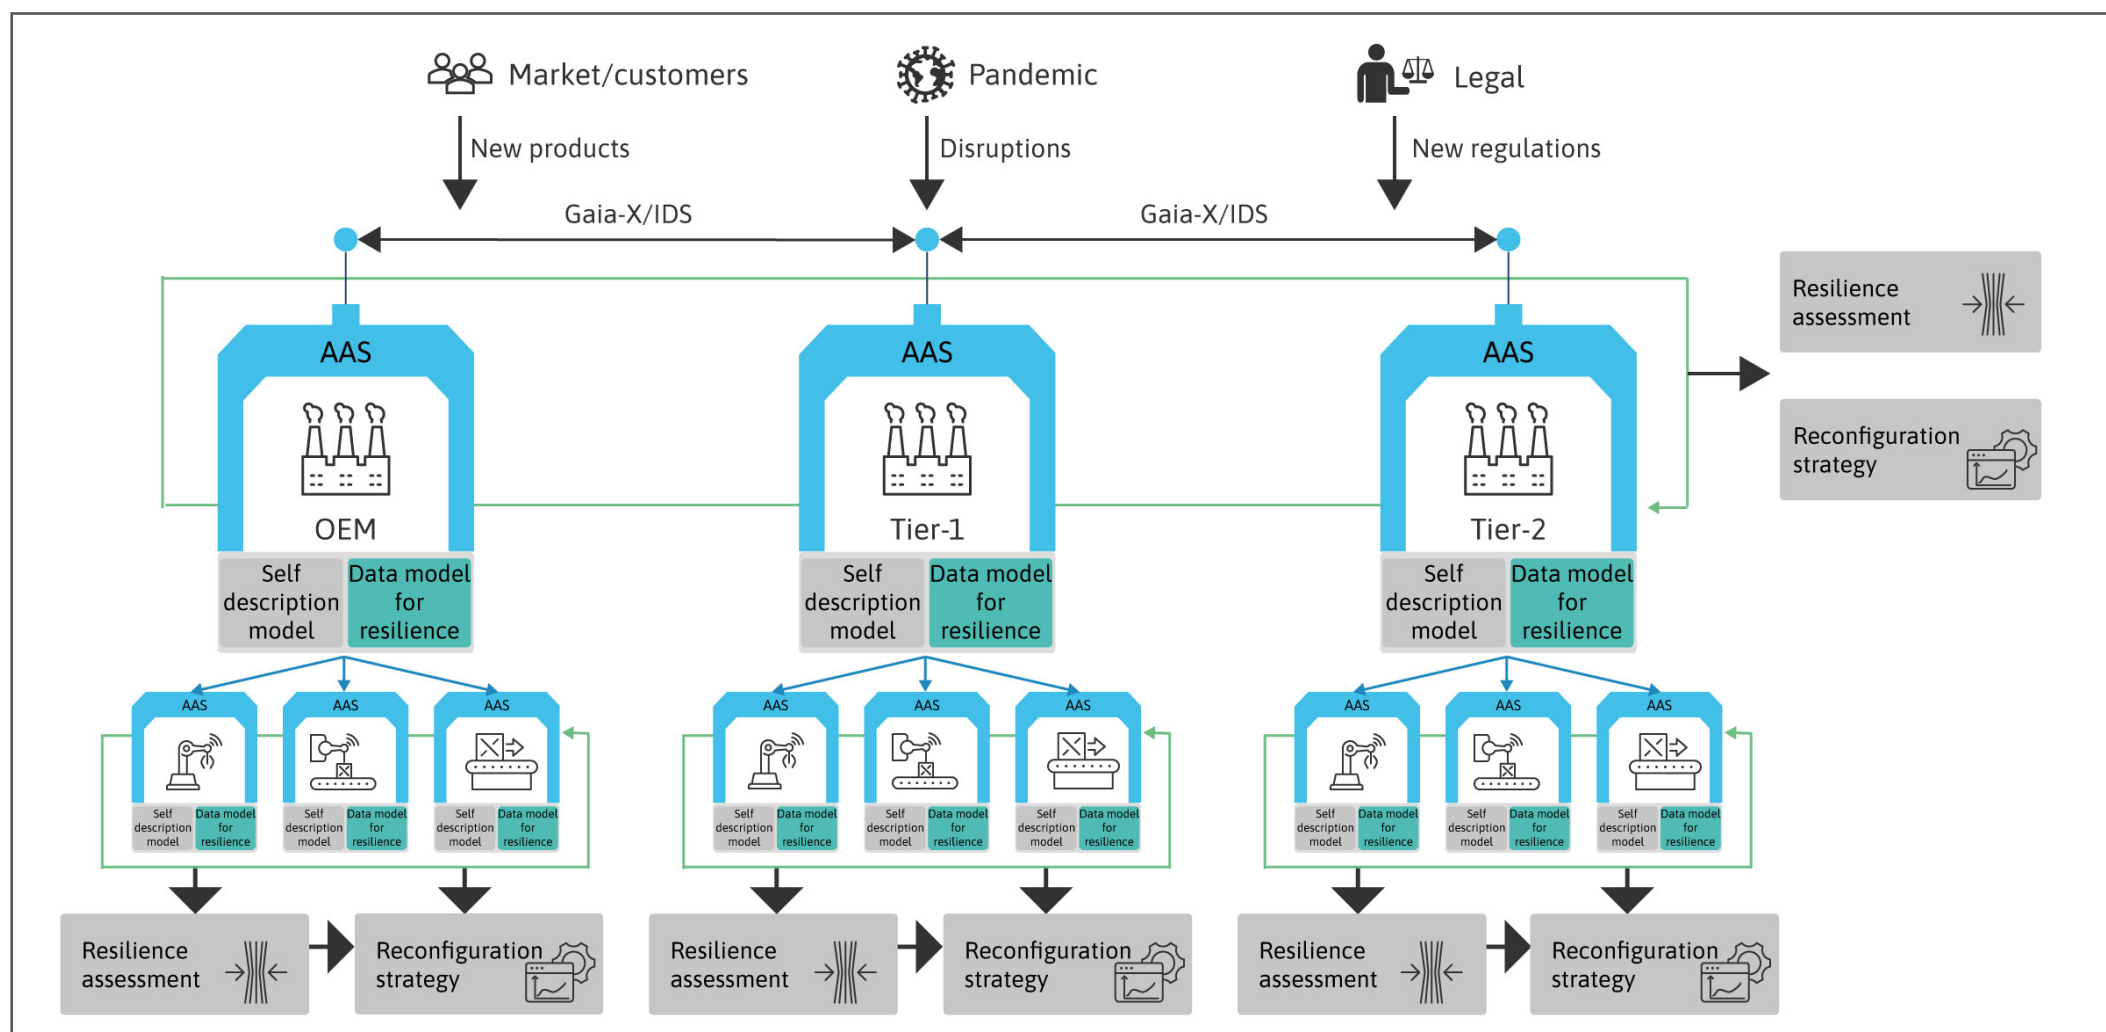 Market/customers
Pandemic
Legal
New products
Disruptions
New regulations
Gaia-X/IDS
Gaia-X/IDS
Resilience
assessment
Reconfiguration
strategy
AAS
OEM
Self
description
model
Data model
for
resilience
AAS
Tier-1
Self
description
model
Data model
for
resilience
AAS
Tier-2
Self
description
model
Data model
for
resilience
AAS
Self
description
model
Data model
for
resilience
AAS
Self
description
model
Data model
for
resilience
AAS
Self
description
model
Data model
for
resilience
AAS
Self
description
model
Data model
for
resilience
AAS
Self
description
model
Data model
for
resilience
AAS
Self
description
model
Data model
for
resilience
AAS
Self
description
model
Data model
for
resilience
AAS
Self
description
model
Data model
for
resilience
AAS
Self
description
model
Data model
for
resilience
Resilience
assessment
Reconfiguration
strategy
Resilience
assessment
Reconfiguration
strategy
Resilience
assessment
Reconfiguration
strategy